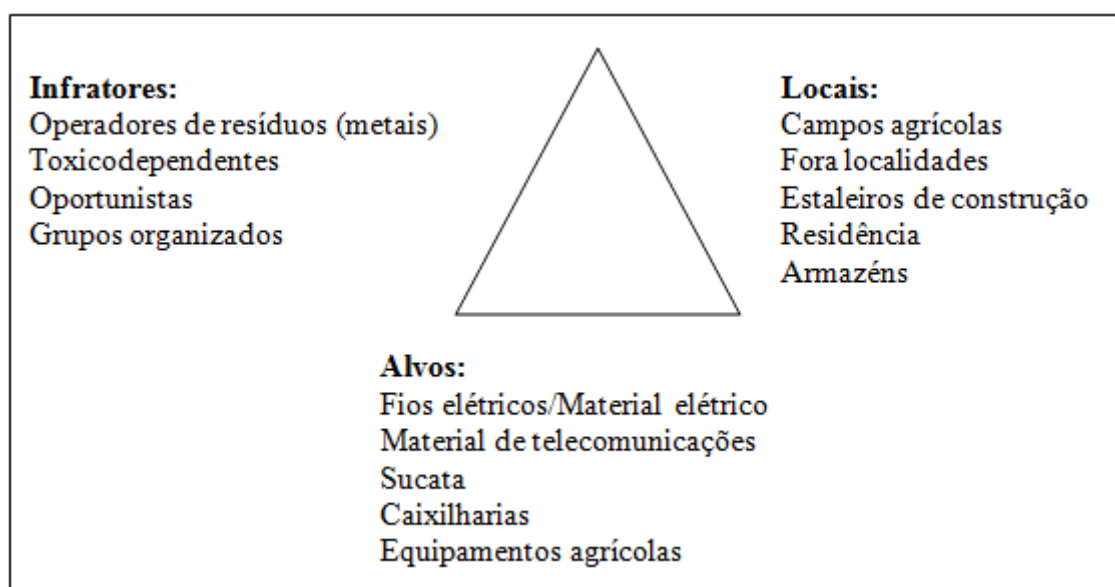 Infratores:
Operadores de resíduos (metais)
Toxicodependentes
Oportunistas
Grupos organizados
Locais:
Campos agrícolas
Fora localidades
Estaleiros de construção
Residência
Armazéns
Alvos:
Fios elétricos/Material elétrico
Material de telecomunicações
Sucata
Caixilharias
Equipamentos agrícolas